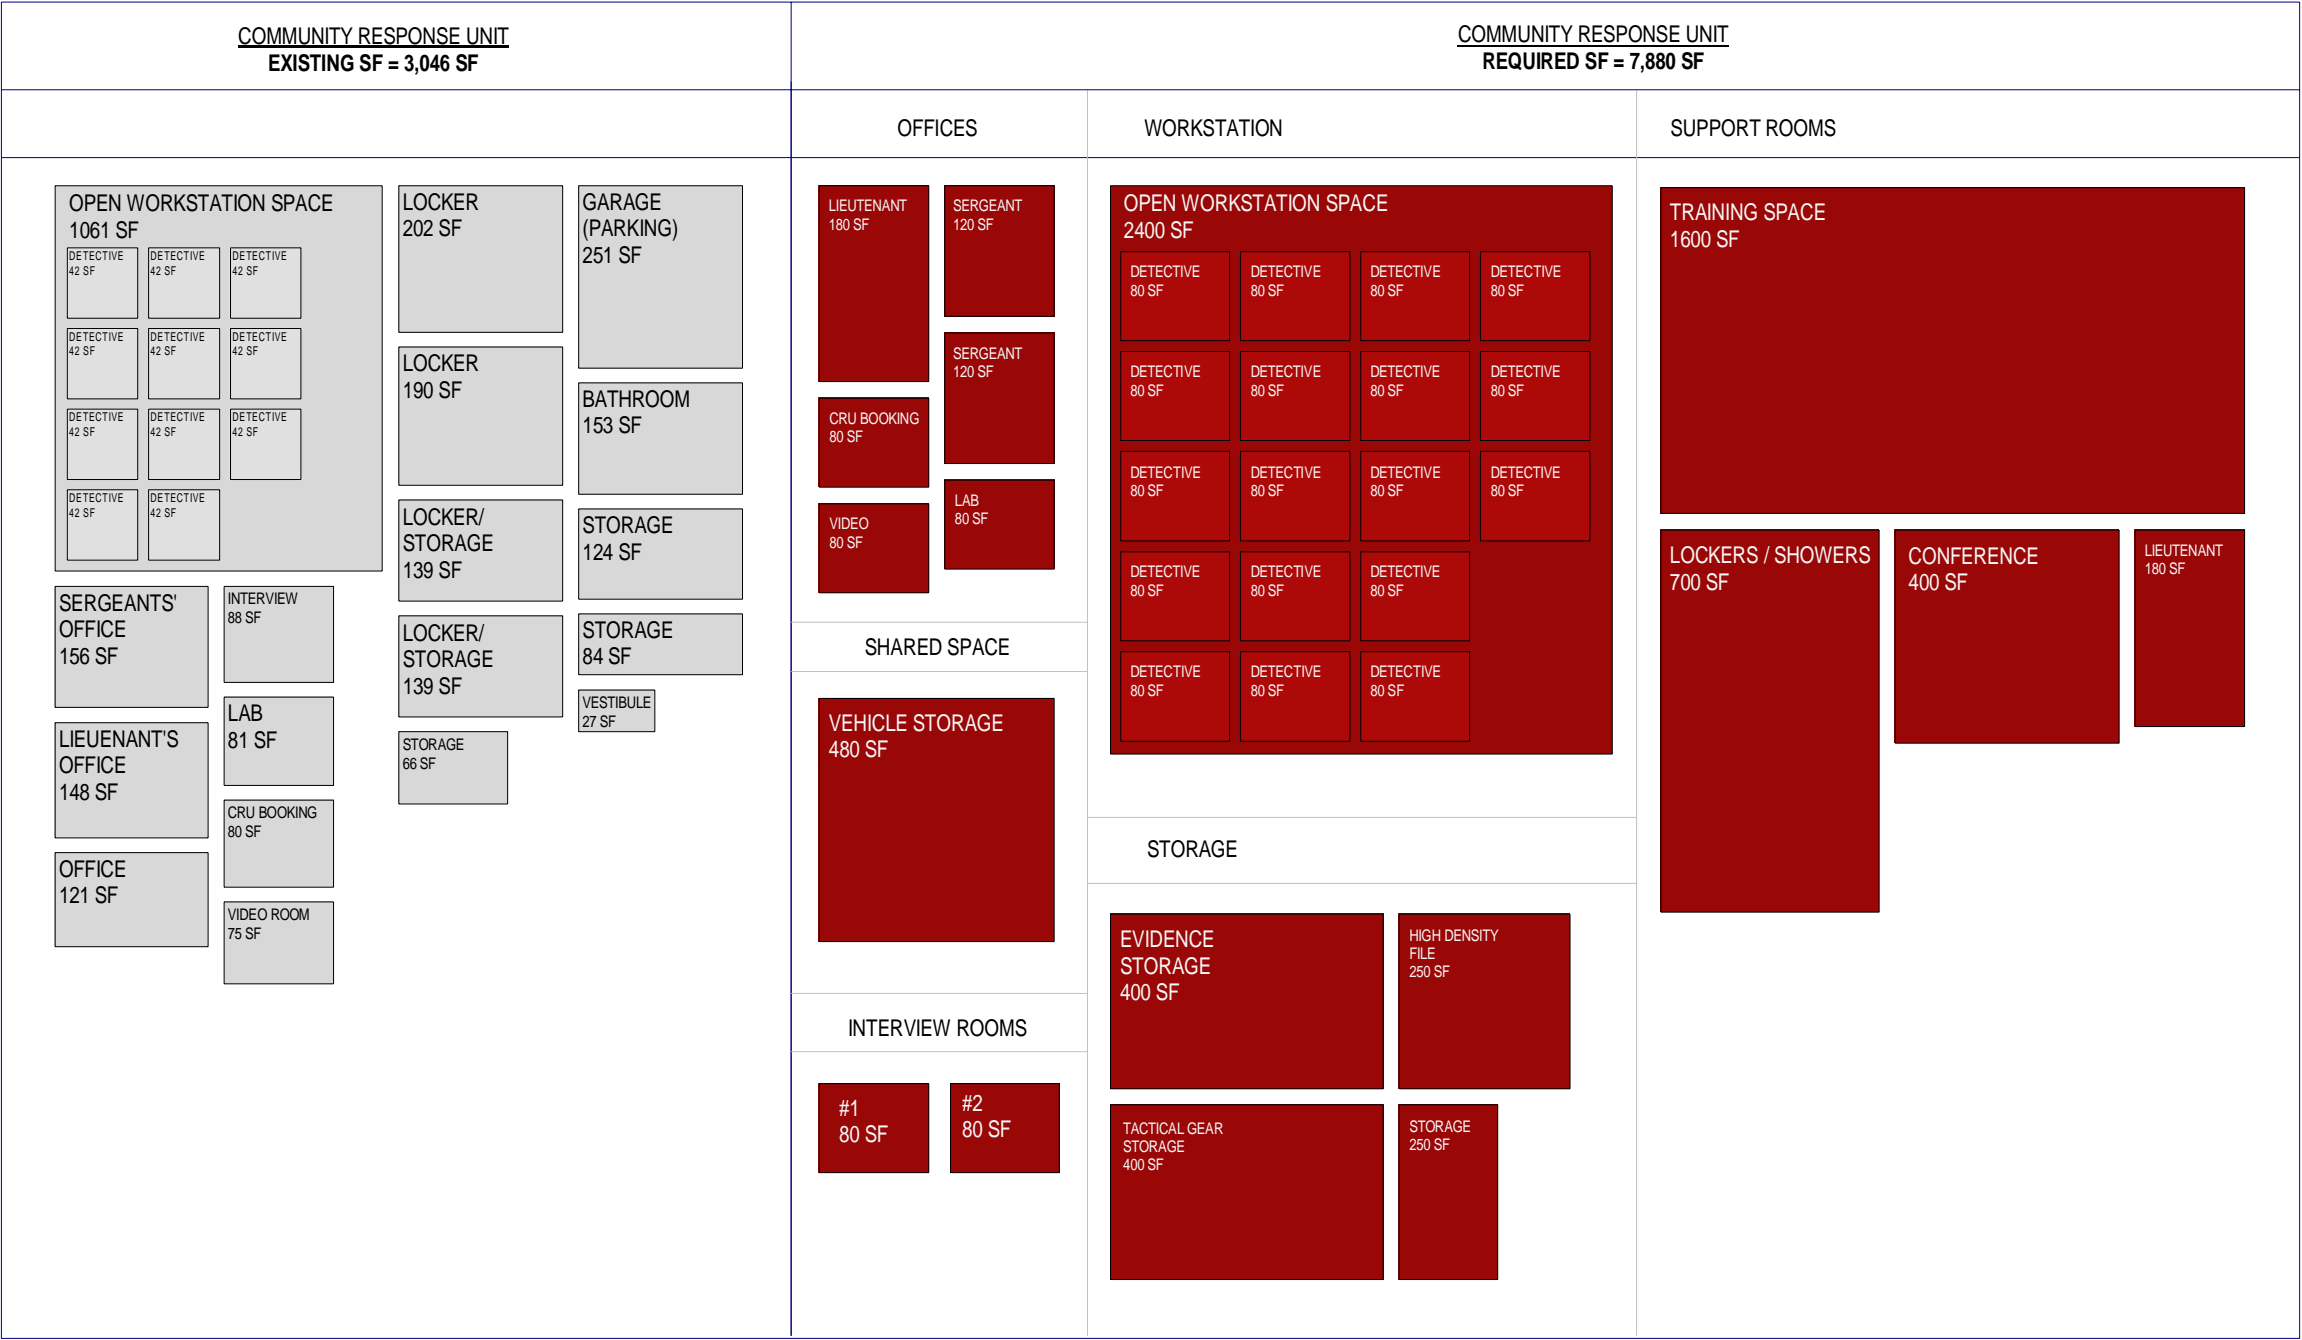 COMMUNITY RESPONSE UNIT
EXISTING SF = 3,046 SF
COMMUNITY RESPONSE UNIT
REQUIRED SF = 7,880 SF
OFFICES
WORKSTATION
SUPPORT ROOMS
OPEN WORKSTATION SPACE
1061 SF
DETECTIVE
42 SF
DETECTIVE
42 SF
DETECTIVE
42 SF
DETECTIVE
42 SF
DETECTIVE
42 SF
DETECTIVE
42 SF
DETECTIVE
42 SF
DETECTIVE
42 SF
DETECTIVE
42 SF
DETECTIVE
42 SF
DETECTIVE
42 SF
SERGEANTS'
OFFICE
156 SF
LIEUENANT'S
OFFICE
148 SF
OFFICE
121 SF
INTERVIEW
88 SF
LAB
81 SF
CRU BOOKING
80 SF
VIDEO ROOM
75 SF
LOCKER
202 SF
LOCKER
190 SF
LOCKER/
STORAGE
139 SF
LOCKER/
STORAGE
139 SF
STORAGE
66 SF
GARAGE
(PARKING)
251 SF
BATHROOM
153 SF
STORAGE
124 SF
STORAGE
84 SF
VESTIBULE
27 SF
LIEUTENANT
180 SF
CRU BOOKING
80 SF
VIDEO
80 SF
SERGEANT
120 SF
SERGEANT
120 SF
LAB
80 SF
SHARED SPACE
VEHICLE STORAGE
480 SF
INTERVIEW ROOMS
#1
80 SF
#2
80 SF
OPEN WORKSTATION SPACE
2400 SF
DETECTIVE
80 SF
DETECTIVE
80 SF
DETECTIVE
80 SF
DETECTIVE
80 SF
DETECTIVE
80 SF
DETECTIVE
80 SF
DETECTIVE
80 SF
DETECTIVE
80 SF
DETECTIVE
80 SF
DETECTIVE
80 SF
DETECTIVE
80 SF
DETECTIVE
80 SF
DETECTIVE
80 SF
DETECTIVE
80 SF
DETECTIVE
80 SF
DETECTIVE
80 SF
DETECTIVE
80 SF
DETECTIVE
80 SF
STORAGE
EVIDENCE
STORAGE
400 SF
HIGH DENSITY
FILE
250 SF
TACTICAL GEAR
STORAGE
400 SF
STORAGE
250 SF
TRAINING SPACE
1600 SF
LOCKERS / SHOWERS
700 SF
CONFERENCE
400 SF
LIEUTENANT
180 SF